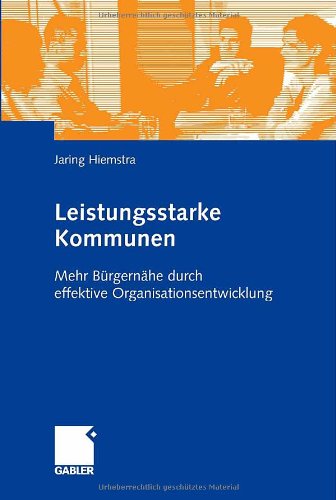 Urheberrechtlich geschütztes Material
Jaring Hiemstra
Leistungsstarke
Kommunen
Mehr Bürgernähe durch
effektive Organisationsentwicklung
GABLER
Urheberrechtlich geschütztes Material